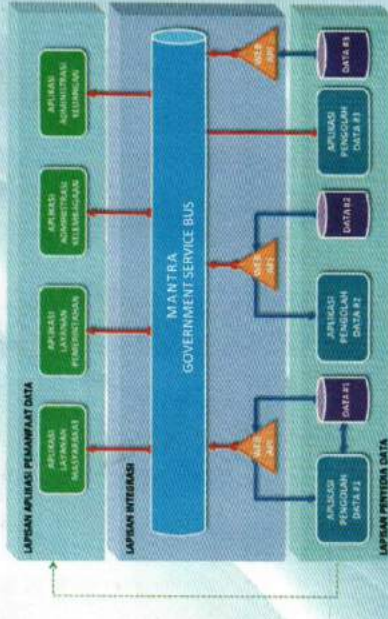 LAPISAN APLIKASI PEMANFAAT DATA
APLIKASI
LAYANAN
MASYARAKAT
APLIKASI
LAYANAN
PEMERINTAHAN
APLIKASI
ADMINISTRASI
KELEMBAGAAN
APLIKASI
ADMINISTRASI
KEUANGAN
LAPISAN INTEGRASI
MANTRA
GOVERNMENT SERVICE BUS
WEB
API
WEB
API
WEB
API
APLIKASI
PENGOLAH
DATA #1
DATA #1
APLIKASI
PENGOLAH
DATA #2
DATA #2
APLIKASI
PENGOLAH
DATA #3
DATA #3
LAPISAN PENGELOLA DATA